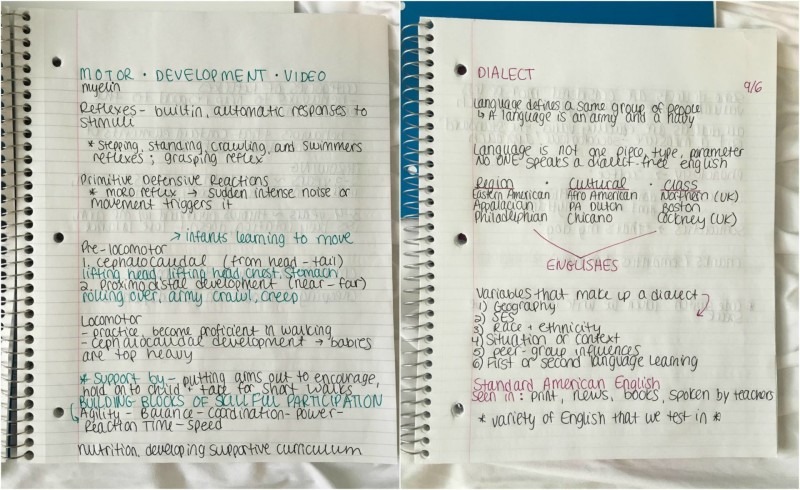 MOTOR · DEVELOPMENT · VIDEO
myelin
Reflexes - built in, automatic responses to
stimuli
* Stepping, standing, crawling, and swimmers
reflexes ; grasping reflex
Primitive Defensive Reactions
* moro reflux → sudden intense noise or
movement triggers it
→ infants learning to move
Pre-locomotor
1. cephalocaudal (from head - tail)
lifting head, lifting head, chest, stomach
2. Proximodistal development (near - far)
rolling over, army crawl, creep
Locomotor
- practice, become proficient in walking
- cephalocaudal development → babies
are top heavy
* Support by - putting arms out to encourage,
hold onto child + take for short walks
BUILDING BLOCKS OF SKILLFUL PARTICIPATION
Agility - Balance - coordination - power -
Reaction Time - speed
nutrition, developing supportive curriculum
DIALECT
9/6
Language defines a same group of people
↳ A language is an army and a navy
Language is not one piece, type, parameter
NO ONE speaks a dialect-free english
Region · Cultural · Class
Eastern American Afro American Northern (UK)
Appalacian PA Dutch Boston
Philadelphian Chicano Cockney (UK)
ENGLISHES
Variables that make up a dialect
1) Geography
2) SES
3) Race + ethnicity
4) Situation or context
5) peer-group influences
6) First or second language learning
Standard American English
seen in : print, news, books, spoken by teachers
* variety of English that we test in *